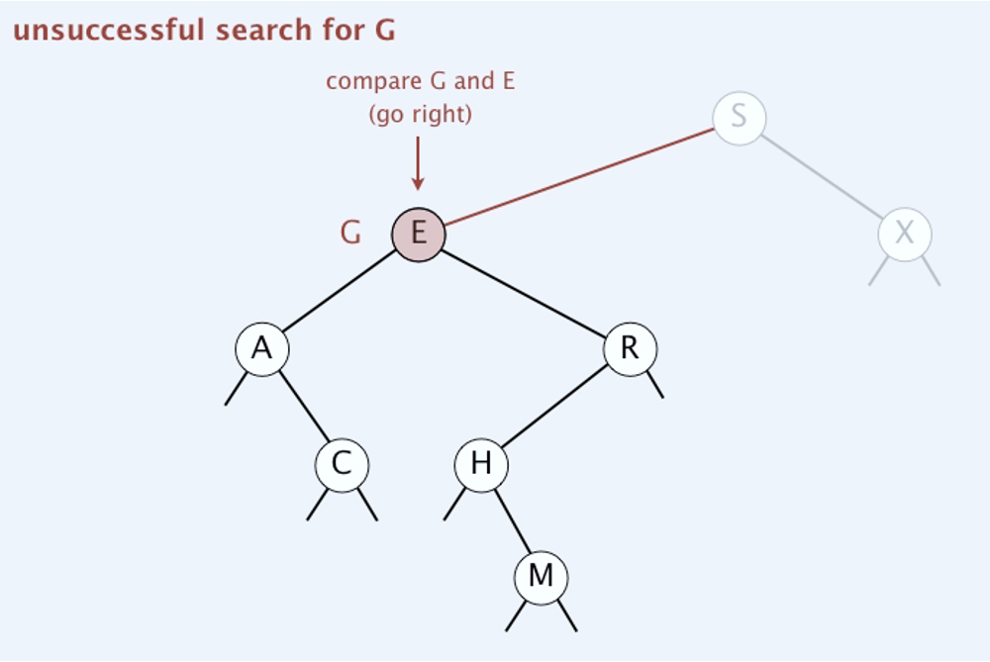 unsuccessful search for G
compare G and E
(go right)
S
G E X
A R
C H
M